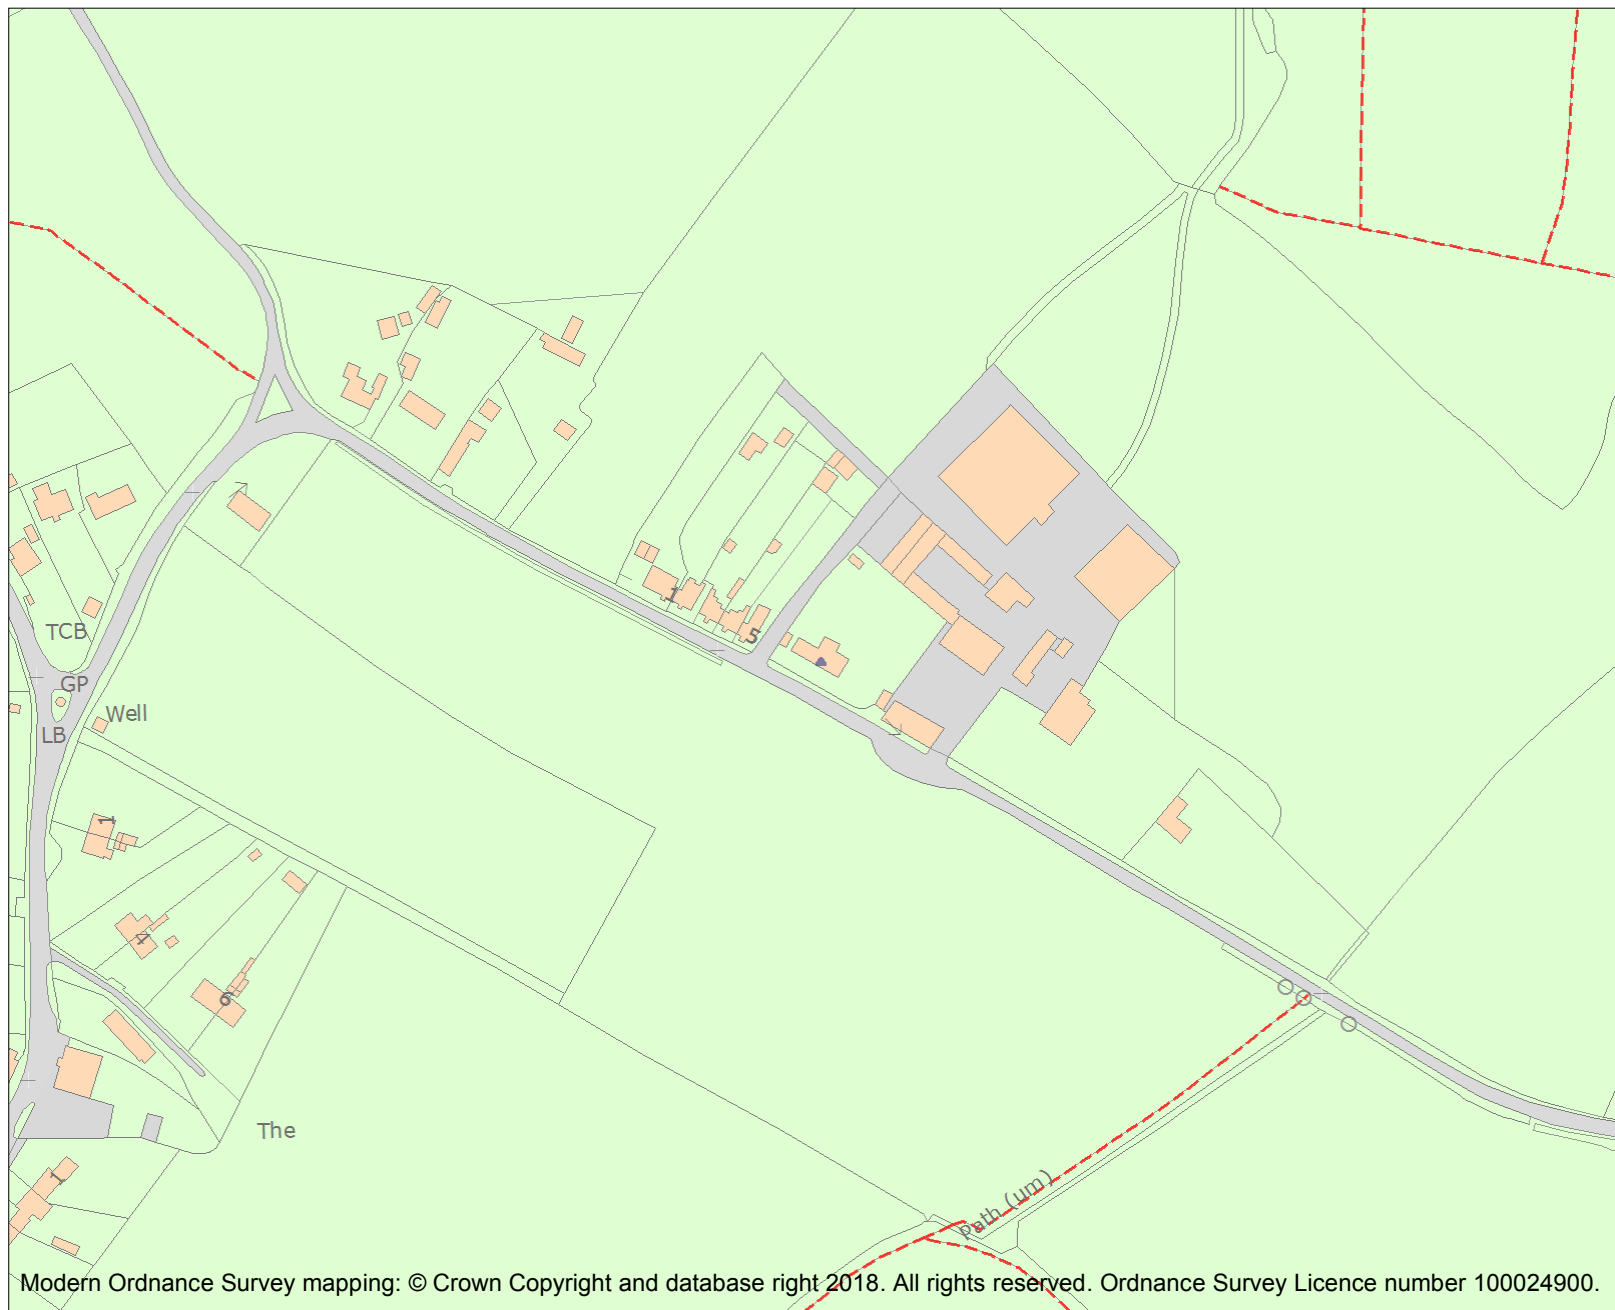 1
5
TCB
GP
Well
LB
1
4
6
The
1
Path (um)
Modern Ordnance Survey mapping: © Crown Copyright and database right 2018. All rights reserved. Ordnance Survey Licence number 100024900.